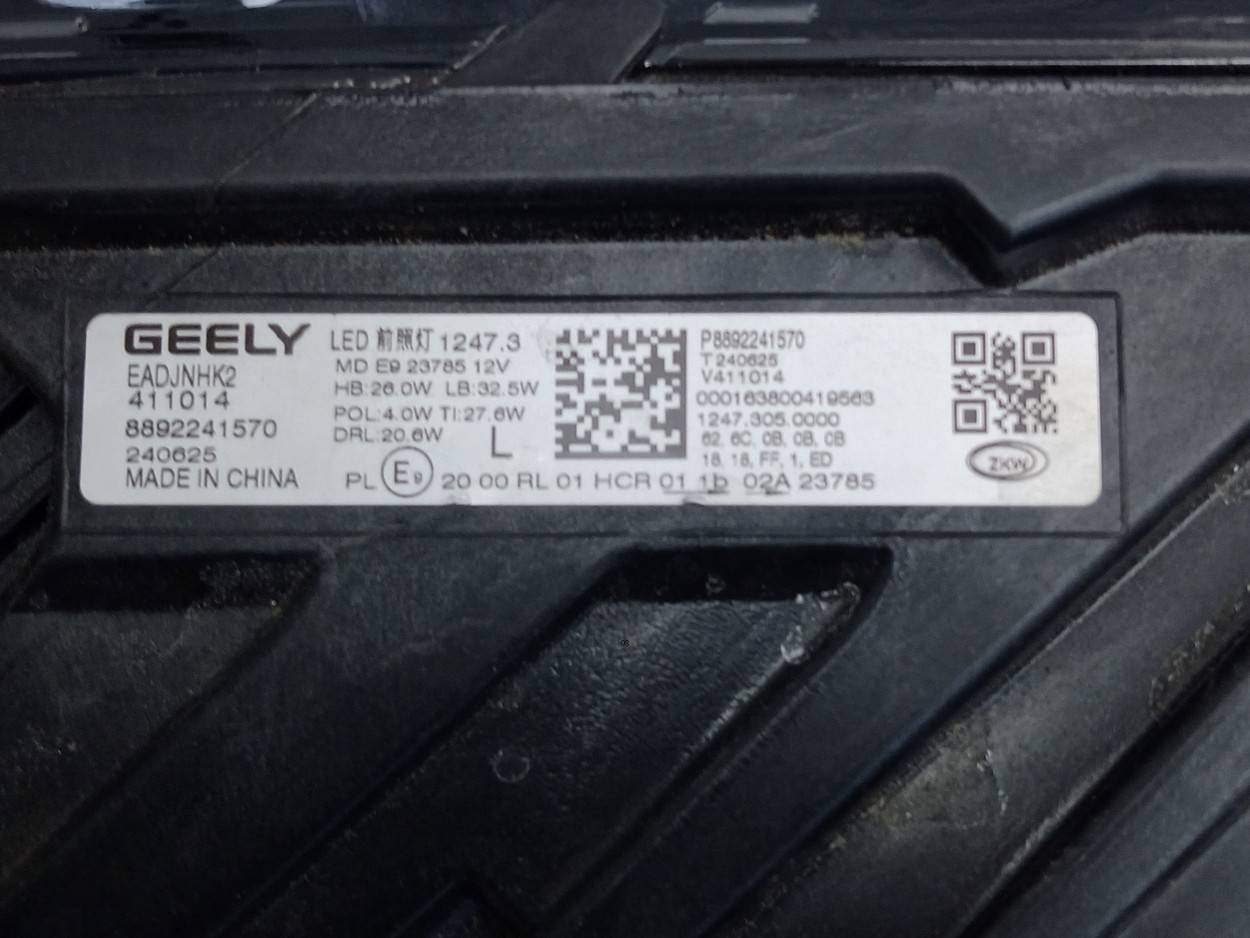 GEELY
EADJNHK2
411014
8892241570
240625
MADE IN CHINA
LED 前照灯 1247.3
MD E9 23785 12V
HB:26.0W LB:32.5W
POL:4.0W TI:27.6W
DRL:20.6W
L
PL E9 20 00 RL 01 HCR 01 1b 02A 23785
P8892241570
T240625
V411014
000163800419563
1247.305.0000
62, 6C, 0B, 0B, 0B
18, 18, FF, 1, ED
ZKW